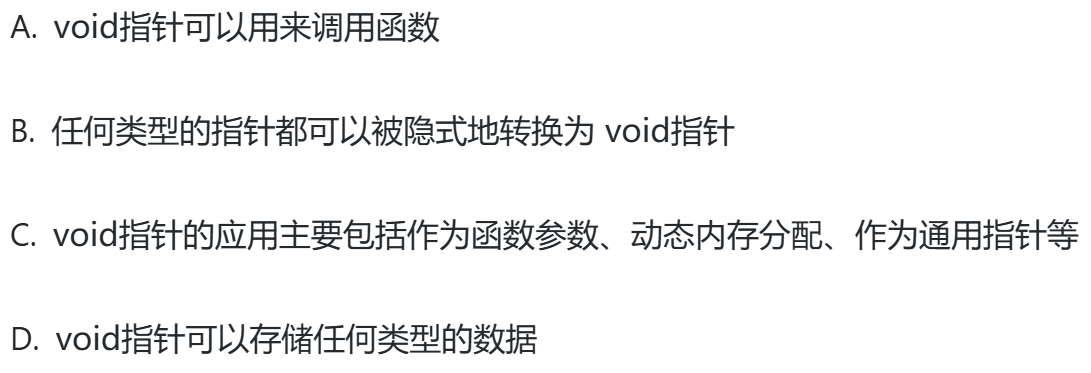 A. void指针可以用来调用函数
B. 任何类型的指针都可以被隐式地转换为 void指针
C. void指针的应用主要包括作为函数参数、动态内存分配、作为通用指针等
D. void指针可以存储任何类型的数据